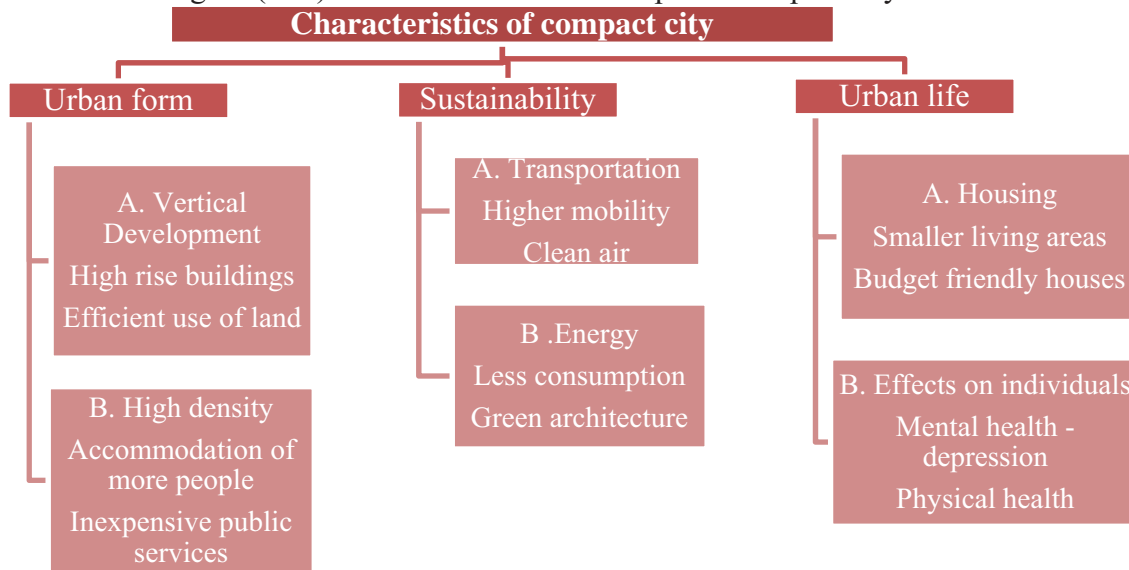 Characteristics of compact city
Urban form
A. Vertical
Development
High rise buildings
Efficient use of land
B. High density
Accommodation of
more people
Inexpensive public
services
Sustainability
A. Transportation
Higher mobility
Clean air
B .Energy
Less consumption
Green architecture
Urban life
A. Housing
Smaller living areas
Budget friendly houses
B. Effects on individuals
Mental health -
depression
Physical health